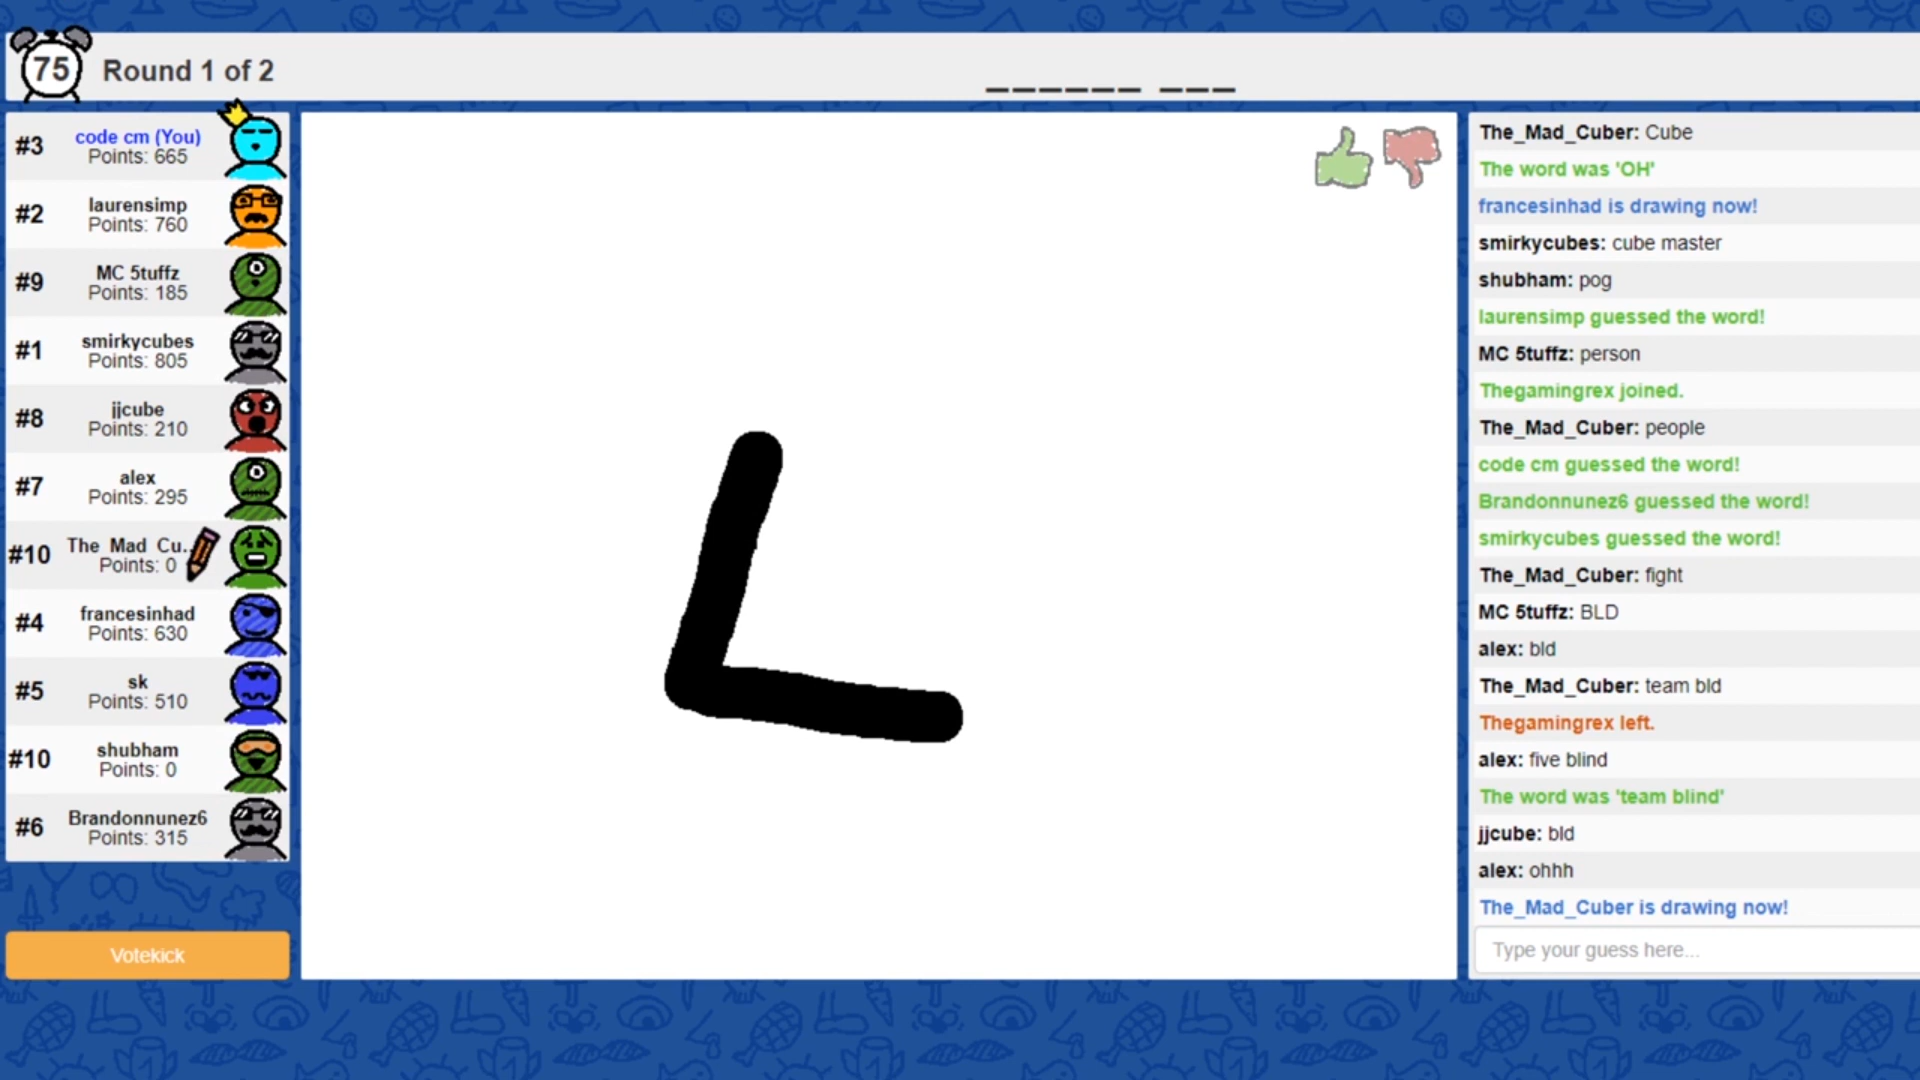 75
Round 1 of 2
______ ___
#3
code cm (You)
Points: 665
#2
laursensimp
Points: 760
#9
MC 5tuffz
Points: 185
#1
smirkycubes
Points: 805
#8
jjcube
Points: 210
#7
alex
Points: 295
#10
The_Mad_Cu...
Points: 0
#4
francesinhad
Points: 630
#5
sk
Points: 510
#10
shubham
Points: 0
#6
Brandonnunez6
Points: 315
Votekick
The_Mad_Cuber: Cube
The word was 'OH'
francesinhad is drawing now!
smirkycubes: cube master
shubham: pog
laurensimp guessed the word!
MC 5tuffz: person
Thegamingrex joined.
The_Mad_Cuber: people
code cm guessed the word!
Brandonnunez6 guessed the word!
smirkycubes guessed the word!
The_Mad_Cuber: fight
MC 5tuffz: BLD
alex: bld
The_Mad_Cuber: team bld
Thegamingrex left.
alex: five blind
The word was 'team blind'
jjcube: bld
alex: ohhh
The_Mad_Cuber is drawing now!
Type your guess here...